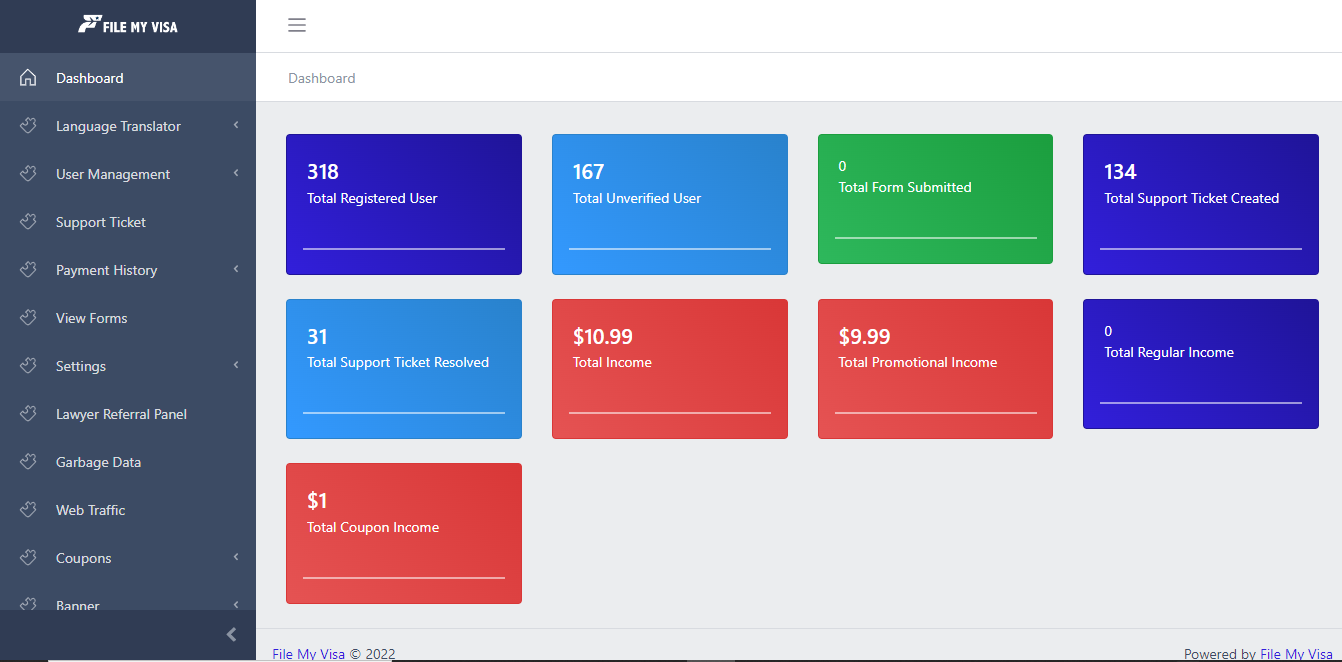 FILE MY VISA
Dashboard
Language Translator
User Management
Support Ticket
Payment History
View Forms
Settings
Lawyer Referral Panel
Garbage Data
Web Traffic
Coupons
Banner
Dashboard
318
Total Registered User
167
Total Unverified User
0
Total Form Submitted
134
Total Support Ticket Created
31
Total Support Ticket Resolved
$10.99
Total Income
$9.99
Total Promotional Income
0
Total Regular Income
$1
Total Coupon Income
File My Visa © 2022
Powered by File My Visa